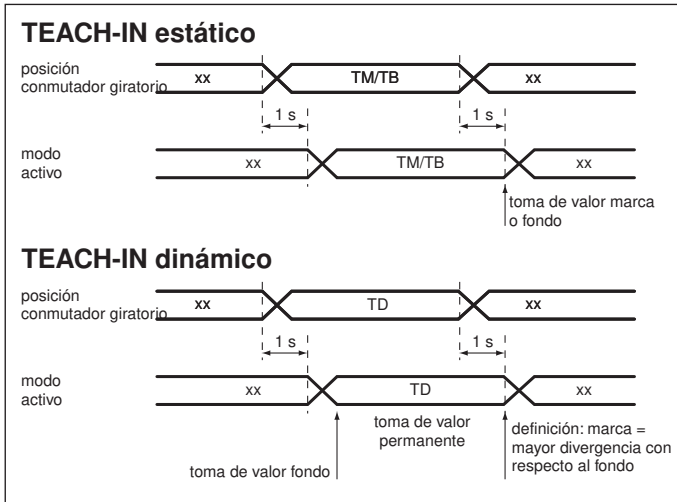 TEACH-IN estático
posición
conmutador giratorio
xx TM/TB xx
1 s 1 s
modo
activo
xx TM/TB xx
toma de valor marca
o fondo
TEACH-IN dinámico
posición
conmutador giratorio
xx TD xx
1 s 1 s
modo
activo
xx TD xx
toma de valor
permanente
definición: marca =
mayor divergencia con
respecto al fondo
toma de valor fondo